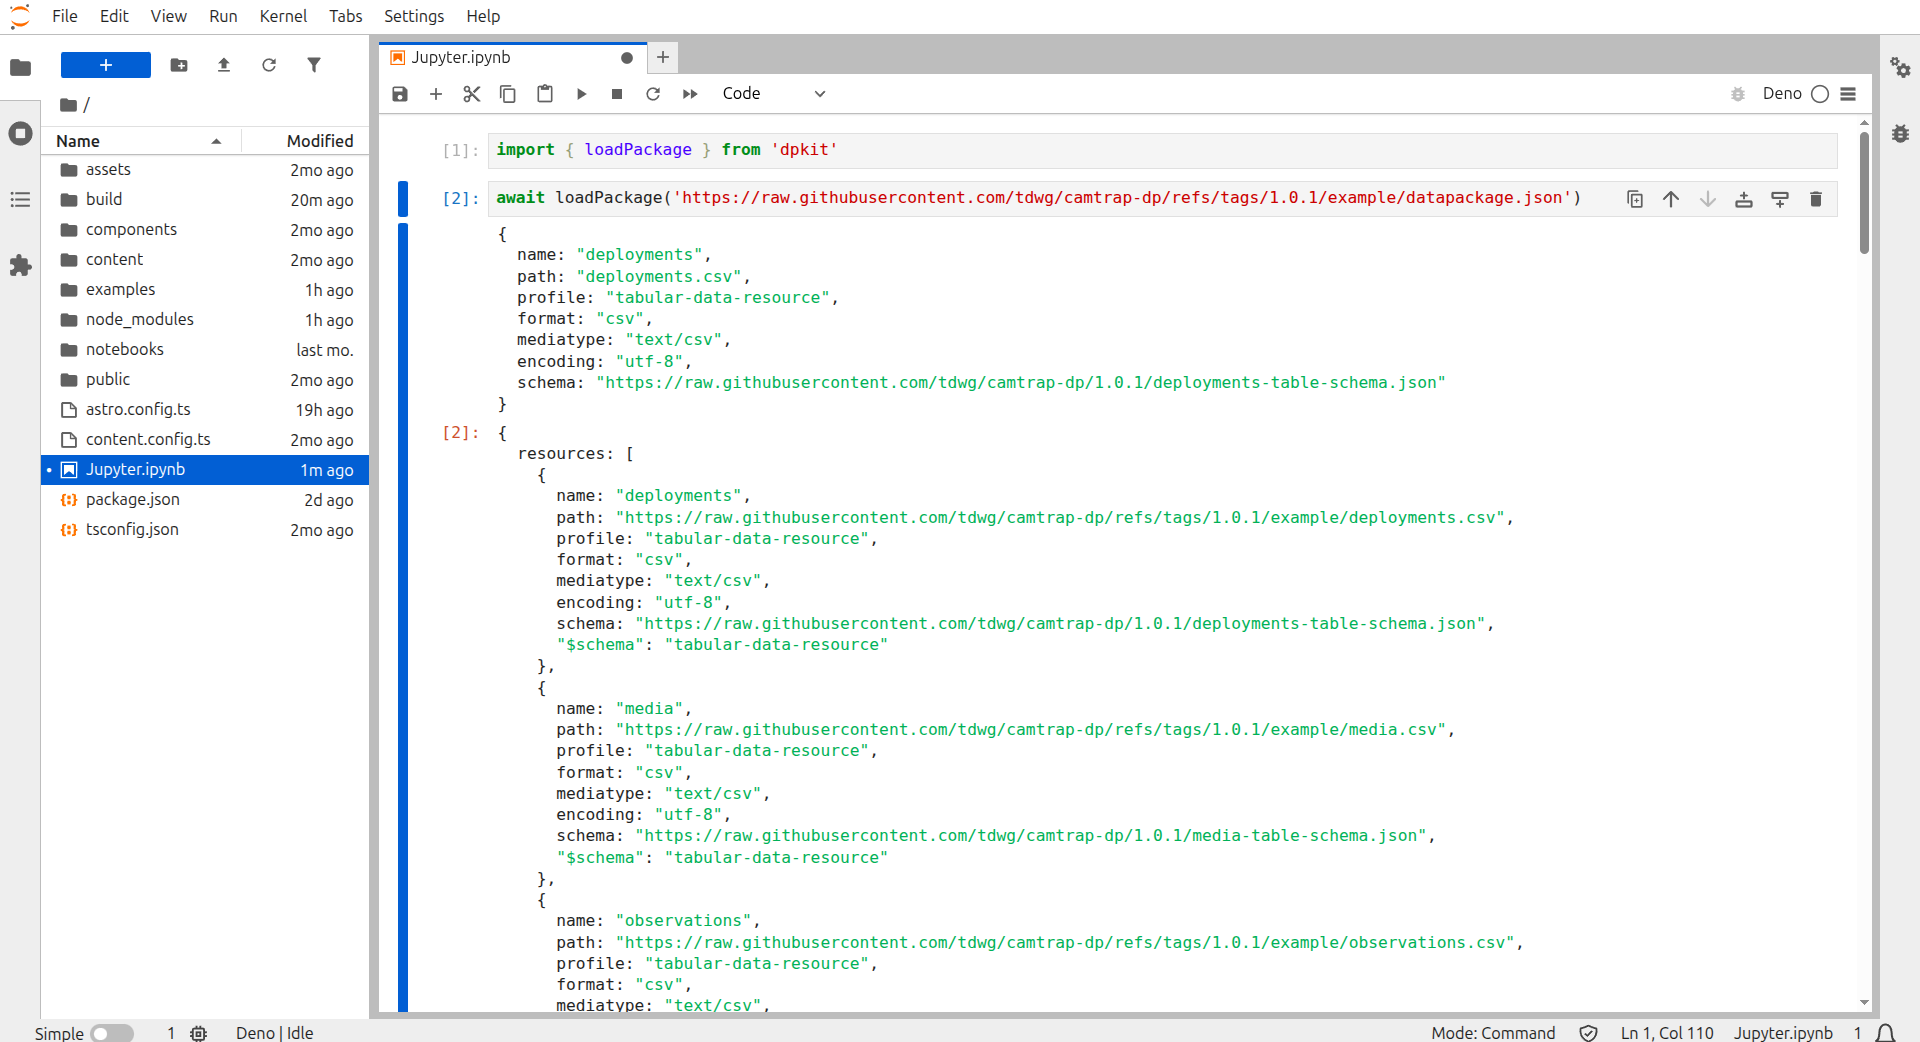 File Edit View Run Kernel Tabs Settings Help
Jupyter.ipynb
/
Code
Deno
Name Modified
assets 2mo ago
build 20m ago
components 2mo ago
content 2mo ago
examples 1h ago
node_modules 1h ago
notebooks last mo.
public 2mo ago
astro.config.ts 19h ago
content.config.ts 2mo ago
Jupyter.ipynb 1m ago
package.json 2d ago
tsconfig.json 2mo ago
[1]: import { loadPackage } from 'dpkit'
[2]: await loadPackage('https://raw.githubusercontent.com/tdwg/camtrap-dp/refs/tags/1.0.1/example/datapackage.json')
{
name: "deployments",
path: "deployments.csv",
profile: "tabular-data-resource",
format: "csv",
mediatype: "text/csv",
encoding: "utf-8",
schema: "https://raw.githubusercontent.com/tdwg/camtrap-dp/1.0.1/deployments-table-schema.json"
}
[2]: {
resources: [
{
name: "deployments",
path: "https://raw.githubusercontent.com/tdwg/camtrap-dp/refs/tags/1.0.1/example/deployments.csv",
profile: "tabular-data-resource",
format: "csv",
mediatype: "text/csv",
encoding: "utf-8",
schema: "https://raw.githubusercontent.com/tdwg/camtrap-dp/1.0.1/deployments-table-schema.json",
"$schema": "tabular-data-resource"
},
{
name: "media",
path: "https://raw.githubusercontent.com/tdwg/camtrap-dp/refs/tags/1.0.1/example/media.csv",
profile: "tabular-data-resource",
format: "csv",
mediatype: "text/csv",
encoding: "utf-8",
schema: "https://raw.githubusercontent.com/tdwg/camtrap-dp/1.0.1/media-table-schema.json",
"$schema": "tabular-data-resource"
},
{
name: "observations",
path: "https://raw.githubusercontent.com/tdwg/camtrap-dp/refs/tags/1.0.1/example/observations.csv",
profile: "tabular-data-resource",
format: "csv",
mediatype: "text/csv",
Simple 1 Deno | Idle Mode: Command Ln 1, Col 110 Jupyter.ipynb 1